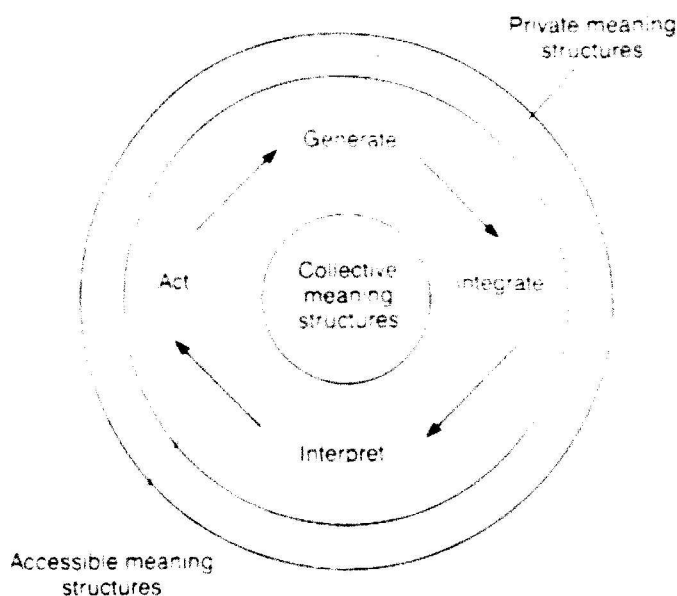 Private meaning
structures
Generate
Act
Collective
meaning
structures
Integrate
Interpret
Accessible meaning
structures